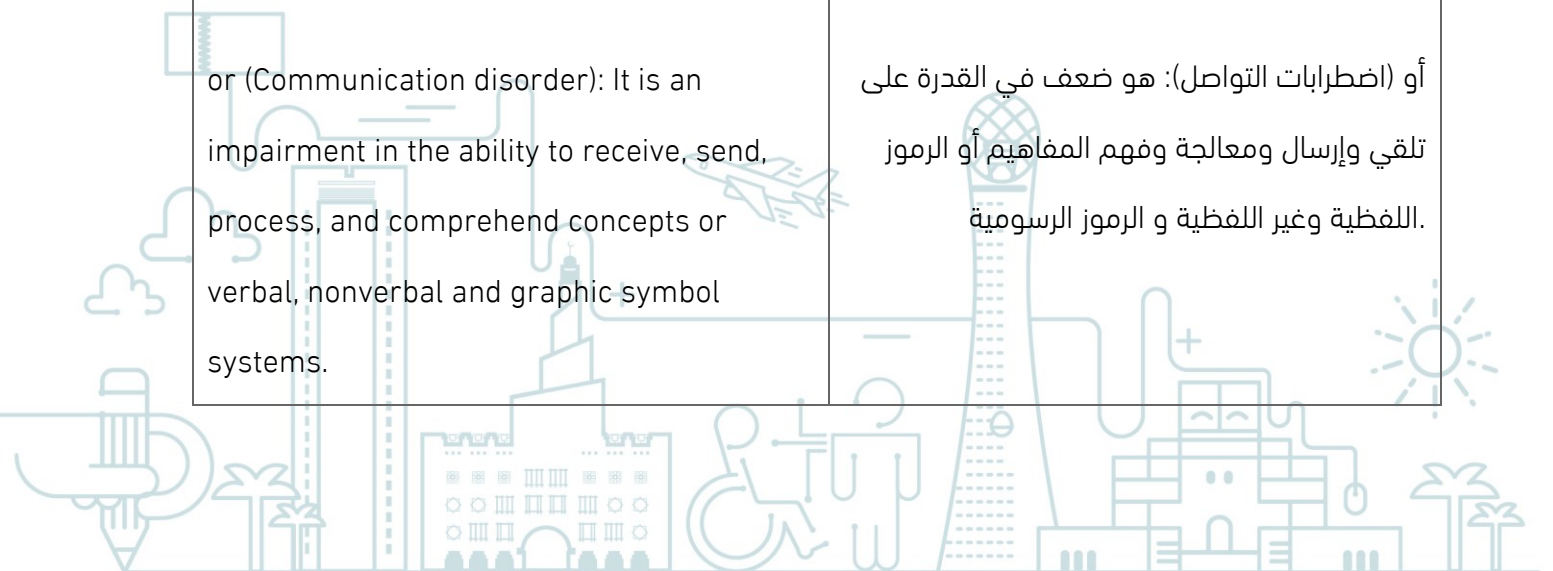 or (Communication disorder): It is an
impairment in the ability to receive, send,
process, and comprehend concepts or
verbal, nonverbal and graphic symbol
systems.
أو (اضطرابات التواصل): هو ضعف في القدرة على
تلقي وإرسال ومعالجة وفهم المفاهيم أو الرموز
.اللفظية وغير اللفظية و الرموز الرسومية